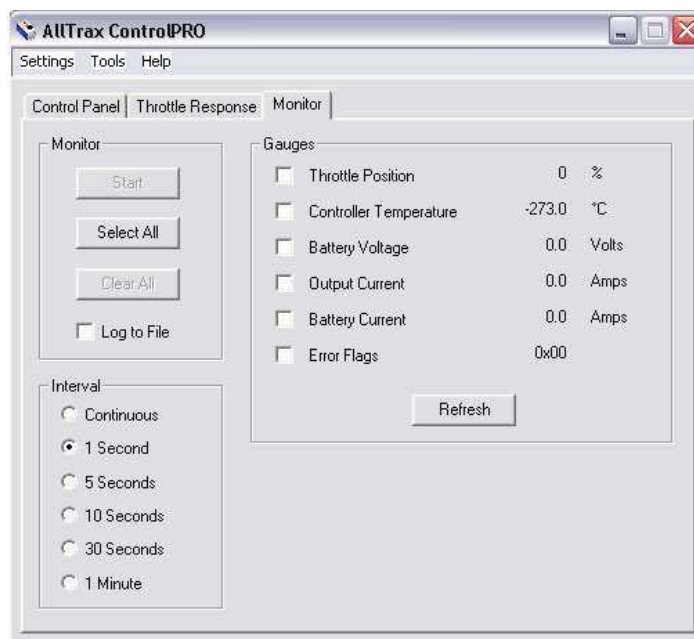 AllTrax ControlPRO
Settings Tools Help
Control Panel Throttle Response Monitor
Monitor
Start
Select All
Clear All
Log to File
Interval
Continuous
1 Second
5 Seconds
10 Seconds
30 Seconds
1 Minute
Gauges
Throttle Position 0 %
Controller Temperature -273.0 °C
Battery Voltage 0.0 Volts
Output Current 0.0 Amps
Battery Current 0.0 Amps
Error Flags 0x00
Refresh